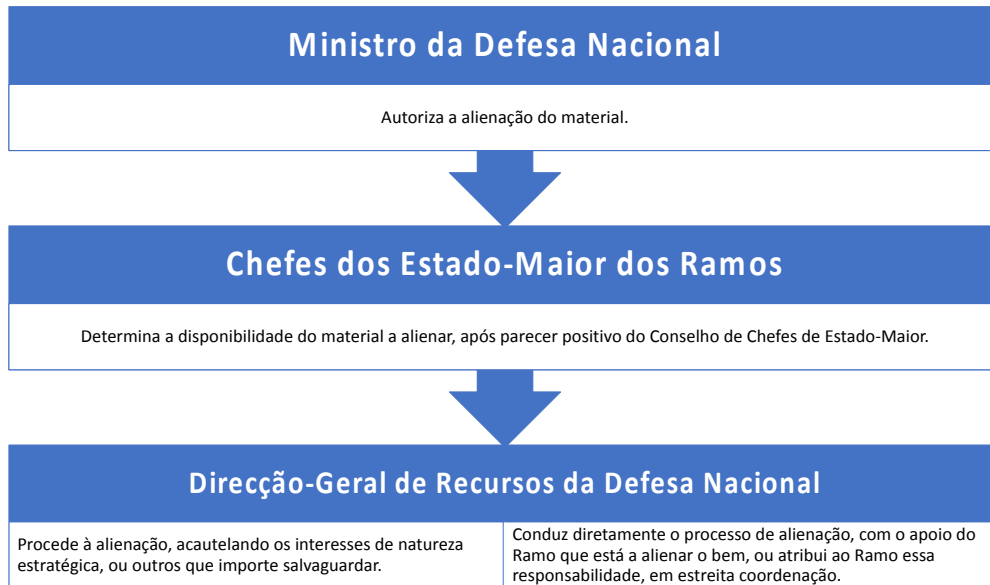 Ministro da Defesa Nacional
Autoriza a alienação do material.
Chefes dos Estado-Maior dos Ramos
Determina a disponibilidade do material a alienar, após parecer positivo do Conselho de Chefes de Estado-Maior.
Direcção-Geral de Recursos da Defesa Nacional
Procede à alienação, acautelando os interesses de natureza
estratégica, ou outros que importe salvaguardar.
Conduz diretamente o processo de alienação, com o apoio do
Ramo que está a alienar o bem, ou atribui ao Ramo essa
responsabilidade, em estreita coordenação.